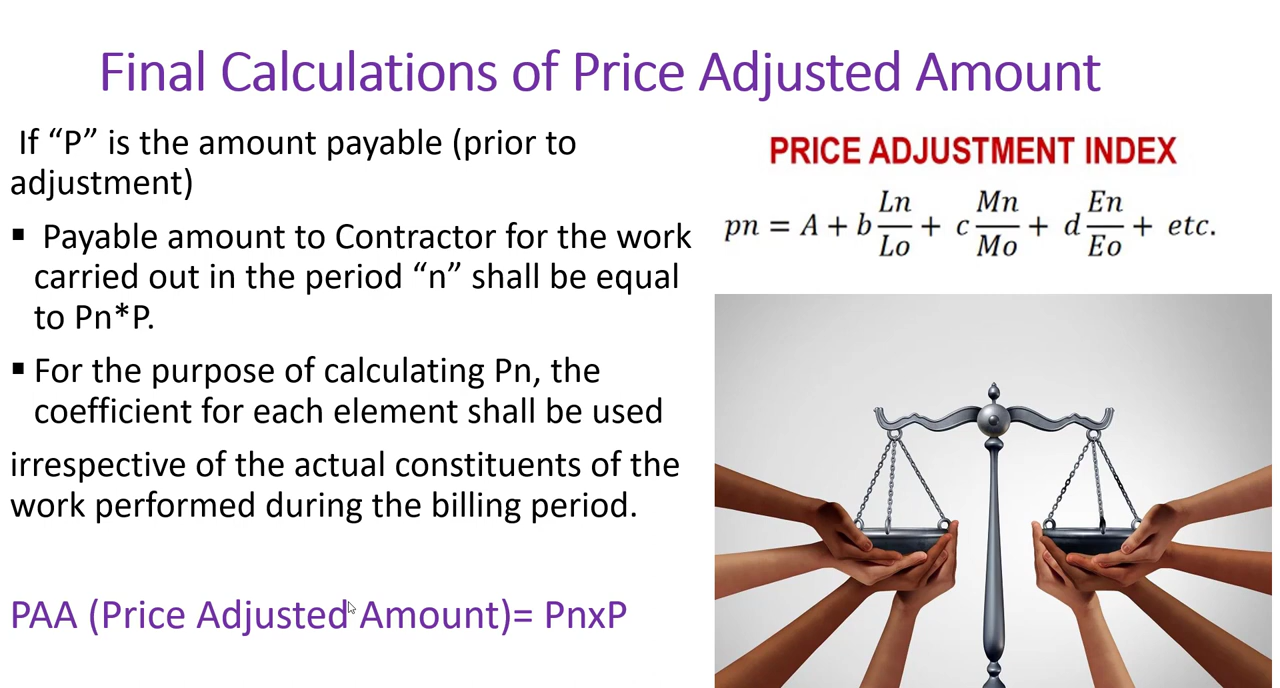 Final Calculations of Price Adjusted Amount
If “P” is the amount payable (prior to
adjustment)
▪ Payable amount to Contractor for the work
carried out in the period “n” shall be equal
to Pn*P.
▪ For the purpose of calculating Pn, the
coefficient for each element shall be used
irrespective of the actual constituents of the
work performed during the billing period.
PAA (Price Adjusted Amount)= PnxP
PRICE ADJUSTMENT INDEX
pn = A + b Ln/Lo + c Mn/Mo + d En/Eo + etc.